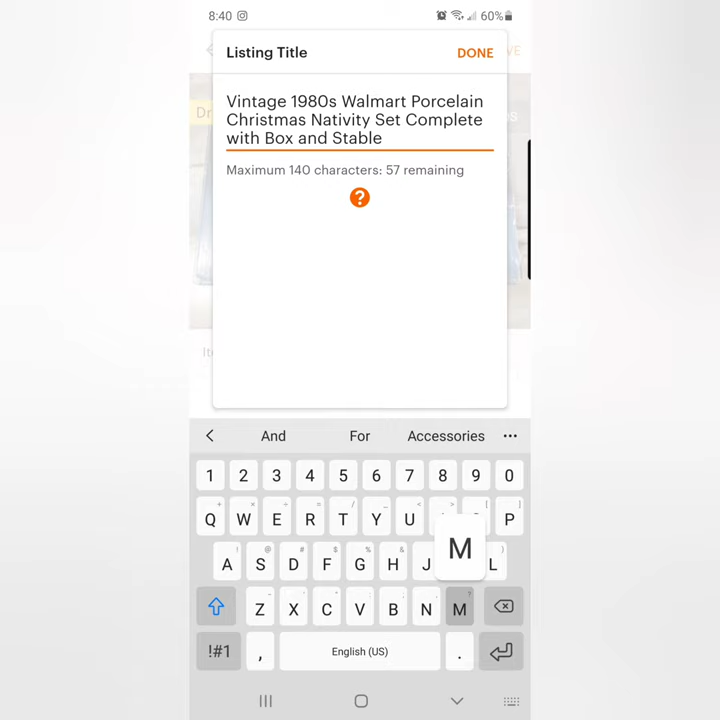 8:40 60%
Listing Title DONE
Vintage 1980s Walmart Porcelain
Christmas Nativity Set Complete
with Box and Stable
Maximum 140 characters: 57 remaining
?
And For Accessories
1 2 3 4 5 6 7 8 9 0
Q W E R T Y U P
M
A S D F G H J L
Z X C V B N M
!#1 , English (US) .